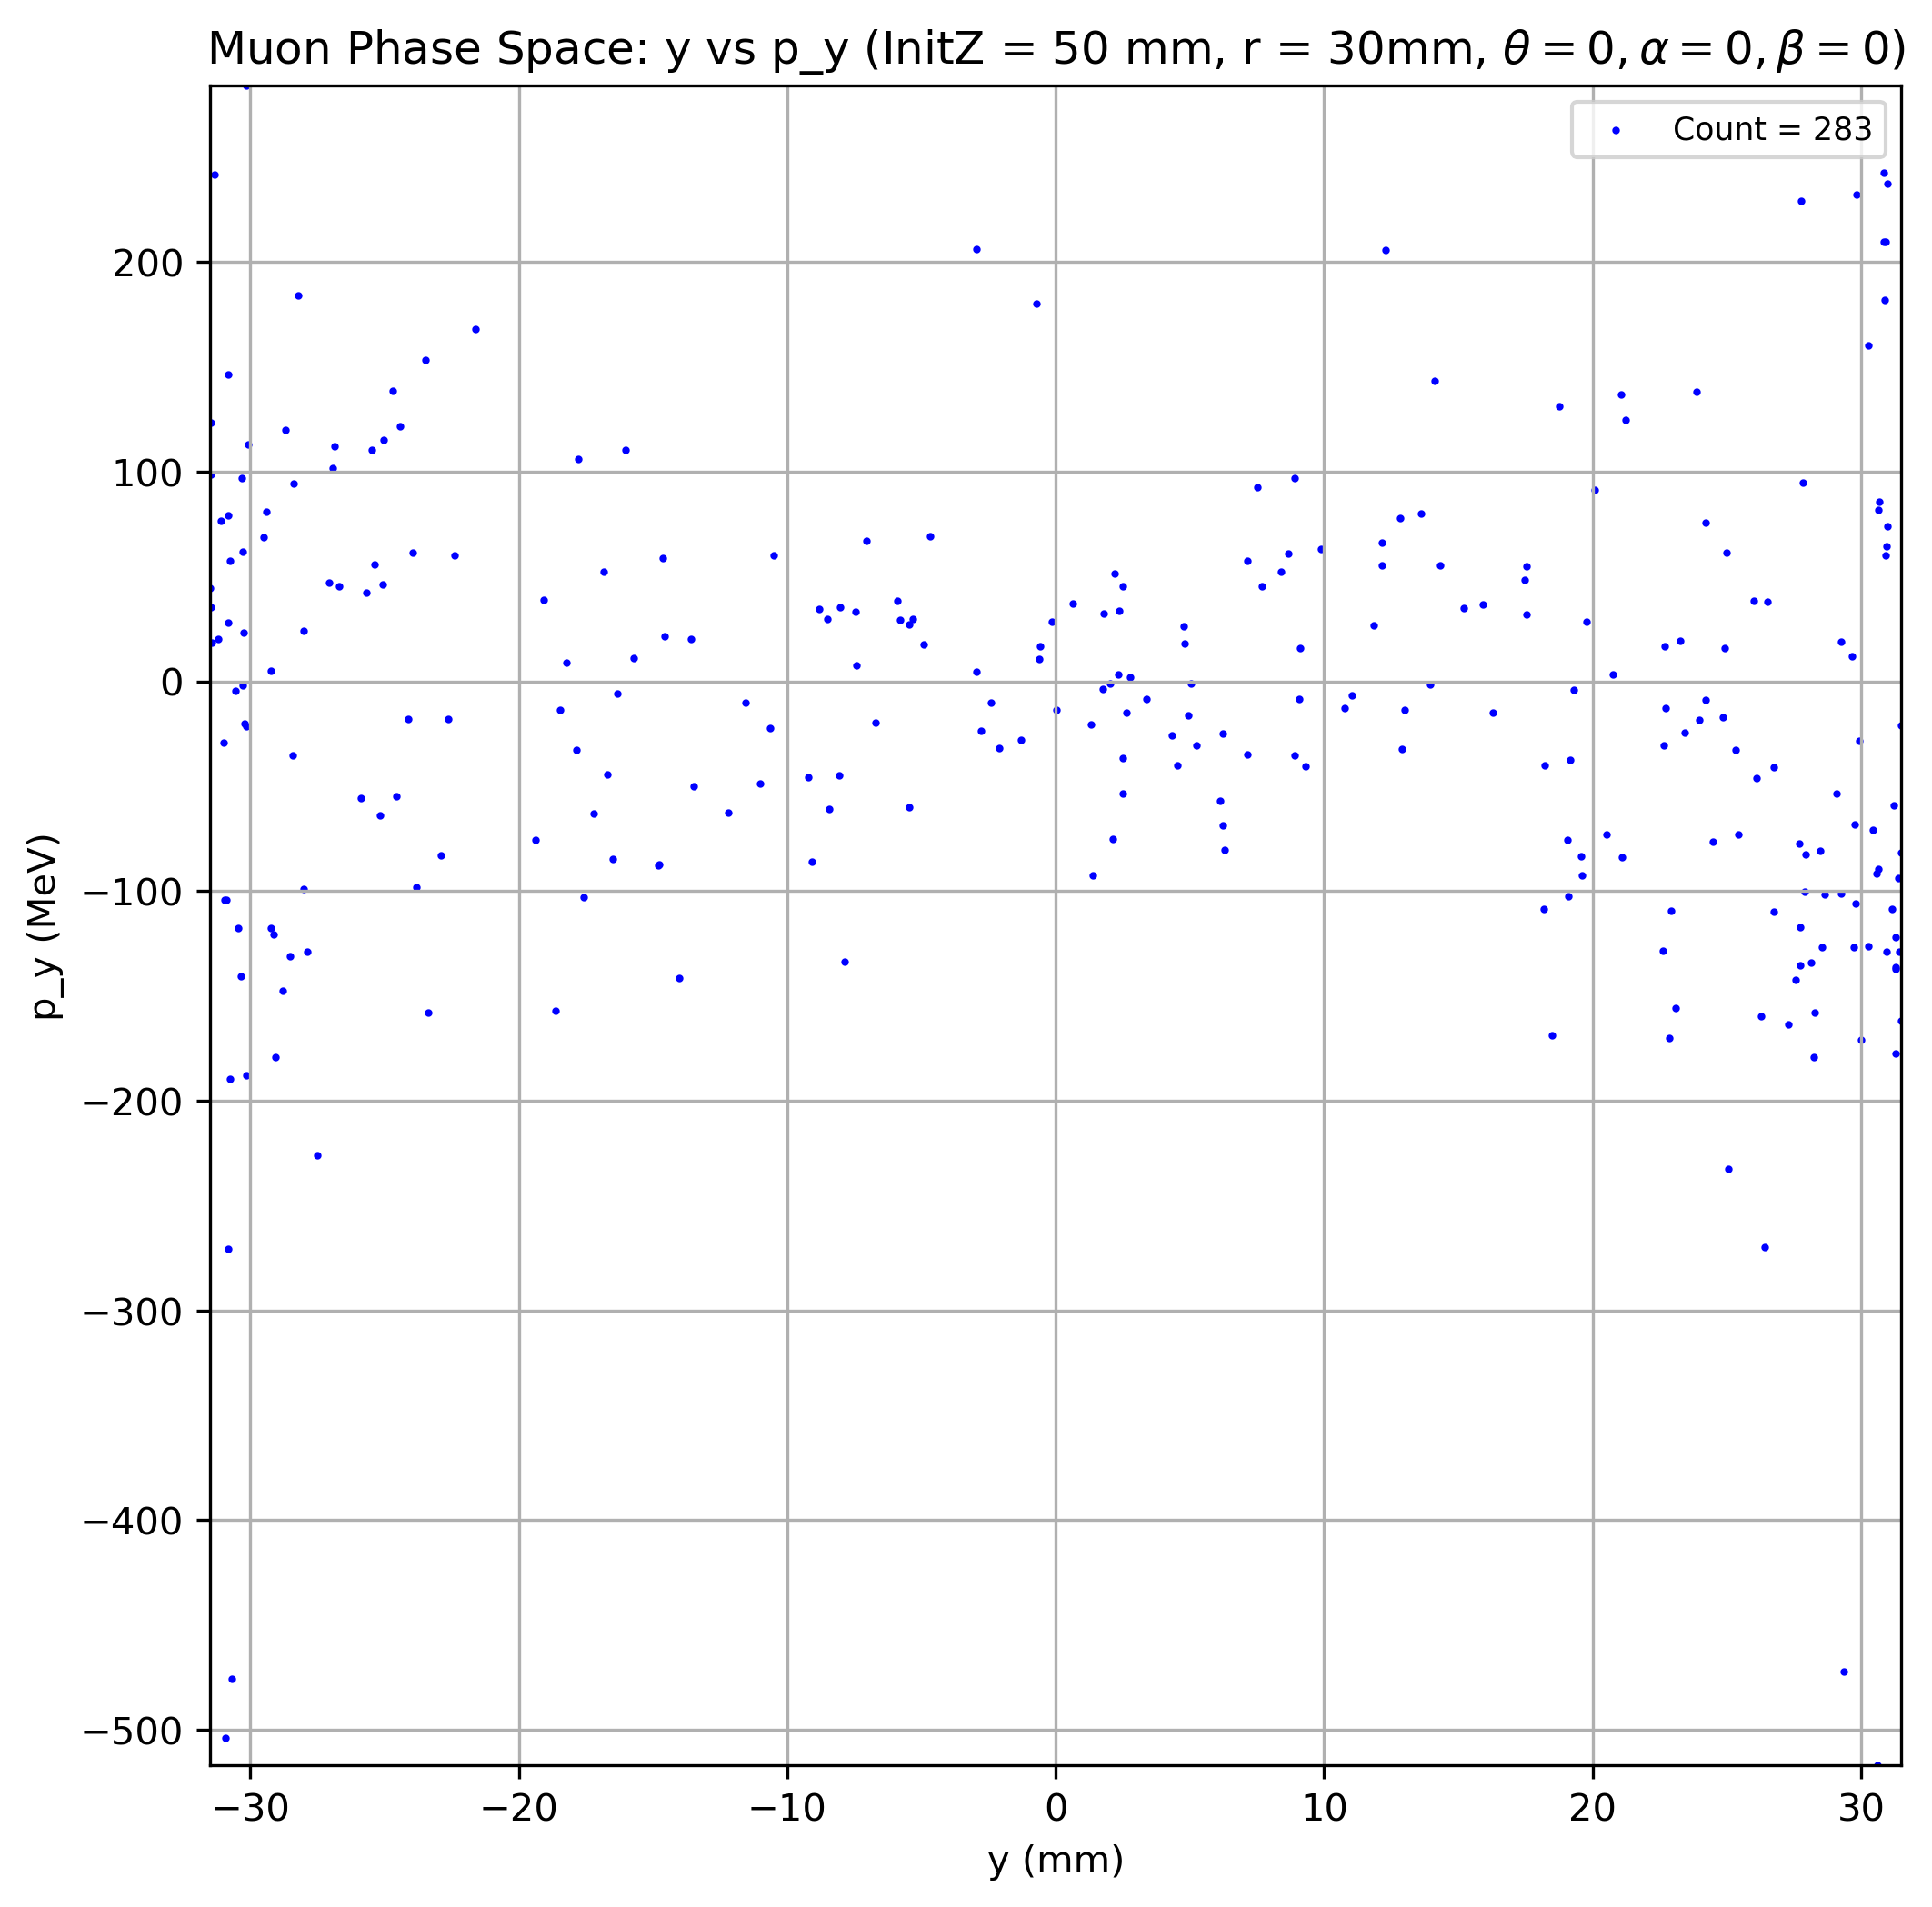 Muon Phase Space: y vs p_y (InitZ = 50 mm, r = 30mm, θ = 0, α = 0, β = 0)
Count = 283
200
100
0
−100
−200
−300
−400
−500
p_y (MeV)
−30 −20 −10 0 10 20 30
y (mm)